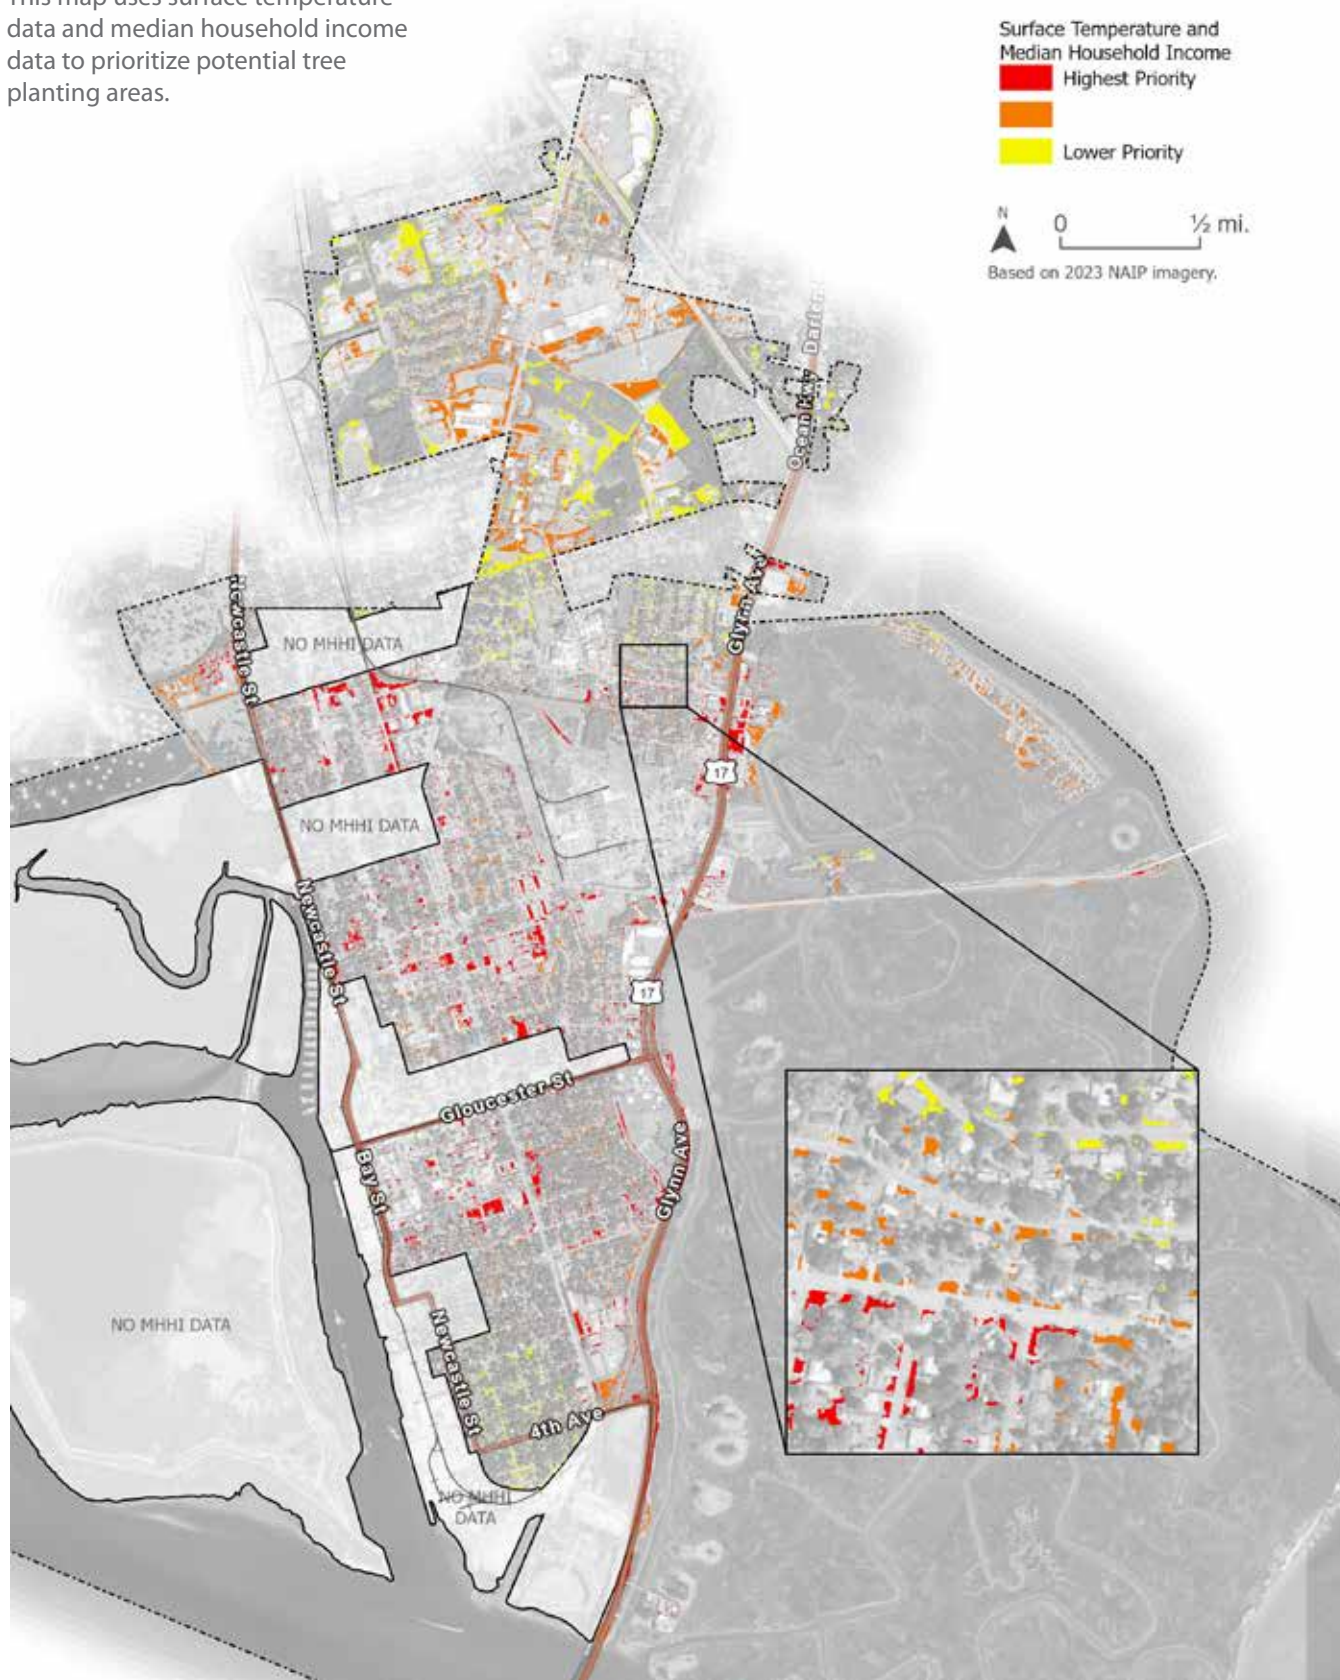 This map uses surface temperature
data and median household income
data to prioritize potential tree
planting areas.
Surface Temperature and
Median Household Income
Highest Priority
Lower Priority
N
0
½ mi.
Based on 2023 NAIP imagery.
Darien
Ocean Hwy
Glynn Ave
Newcastle St
NO MHHI DATA
17
NO MHHI DATA
Newcastle St
17
Gloucester St
Bay St
Glynn Ave
NO MHHI DATA
Newcastle St
4th Ave
NO MHHI
DATA